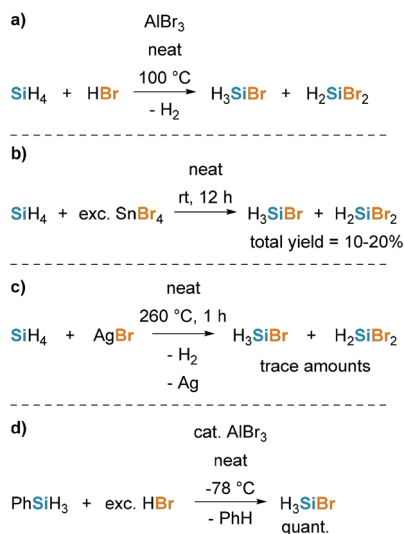 a)
AlBr₃
neat
100 °C
SiH₄ + HBr H₃SiBr + H₂SiBr₂
- H₂
b)
neat
rt, 12 h
SiH₄ + exc. SnBr₄ H₃SiBr + H₂SiBr₂
total yield = 10-20%
c)
neat
260 °C, 1 h
SiH₄ + AgBr H₃SiBr + H₂SiBr₂
- H₂
trace amounts
- Ag
d)
cat. AlBr₃
neat
-78 °C
PhSiH₃ + exc. HBr H₃SiBr
- PhH
quant.